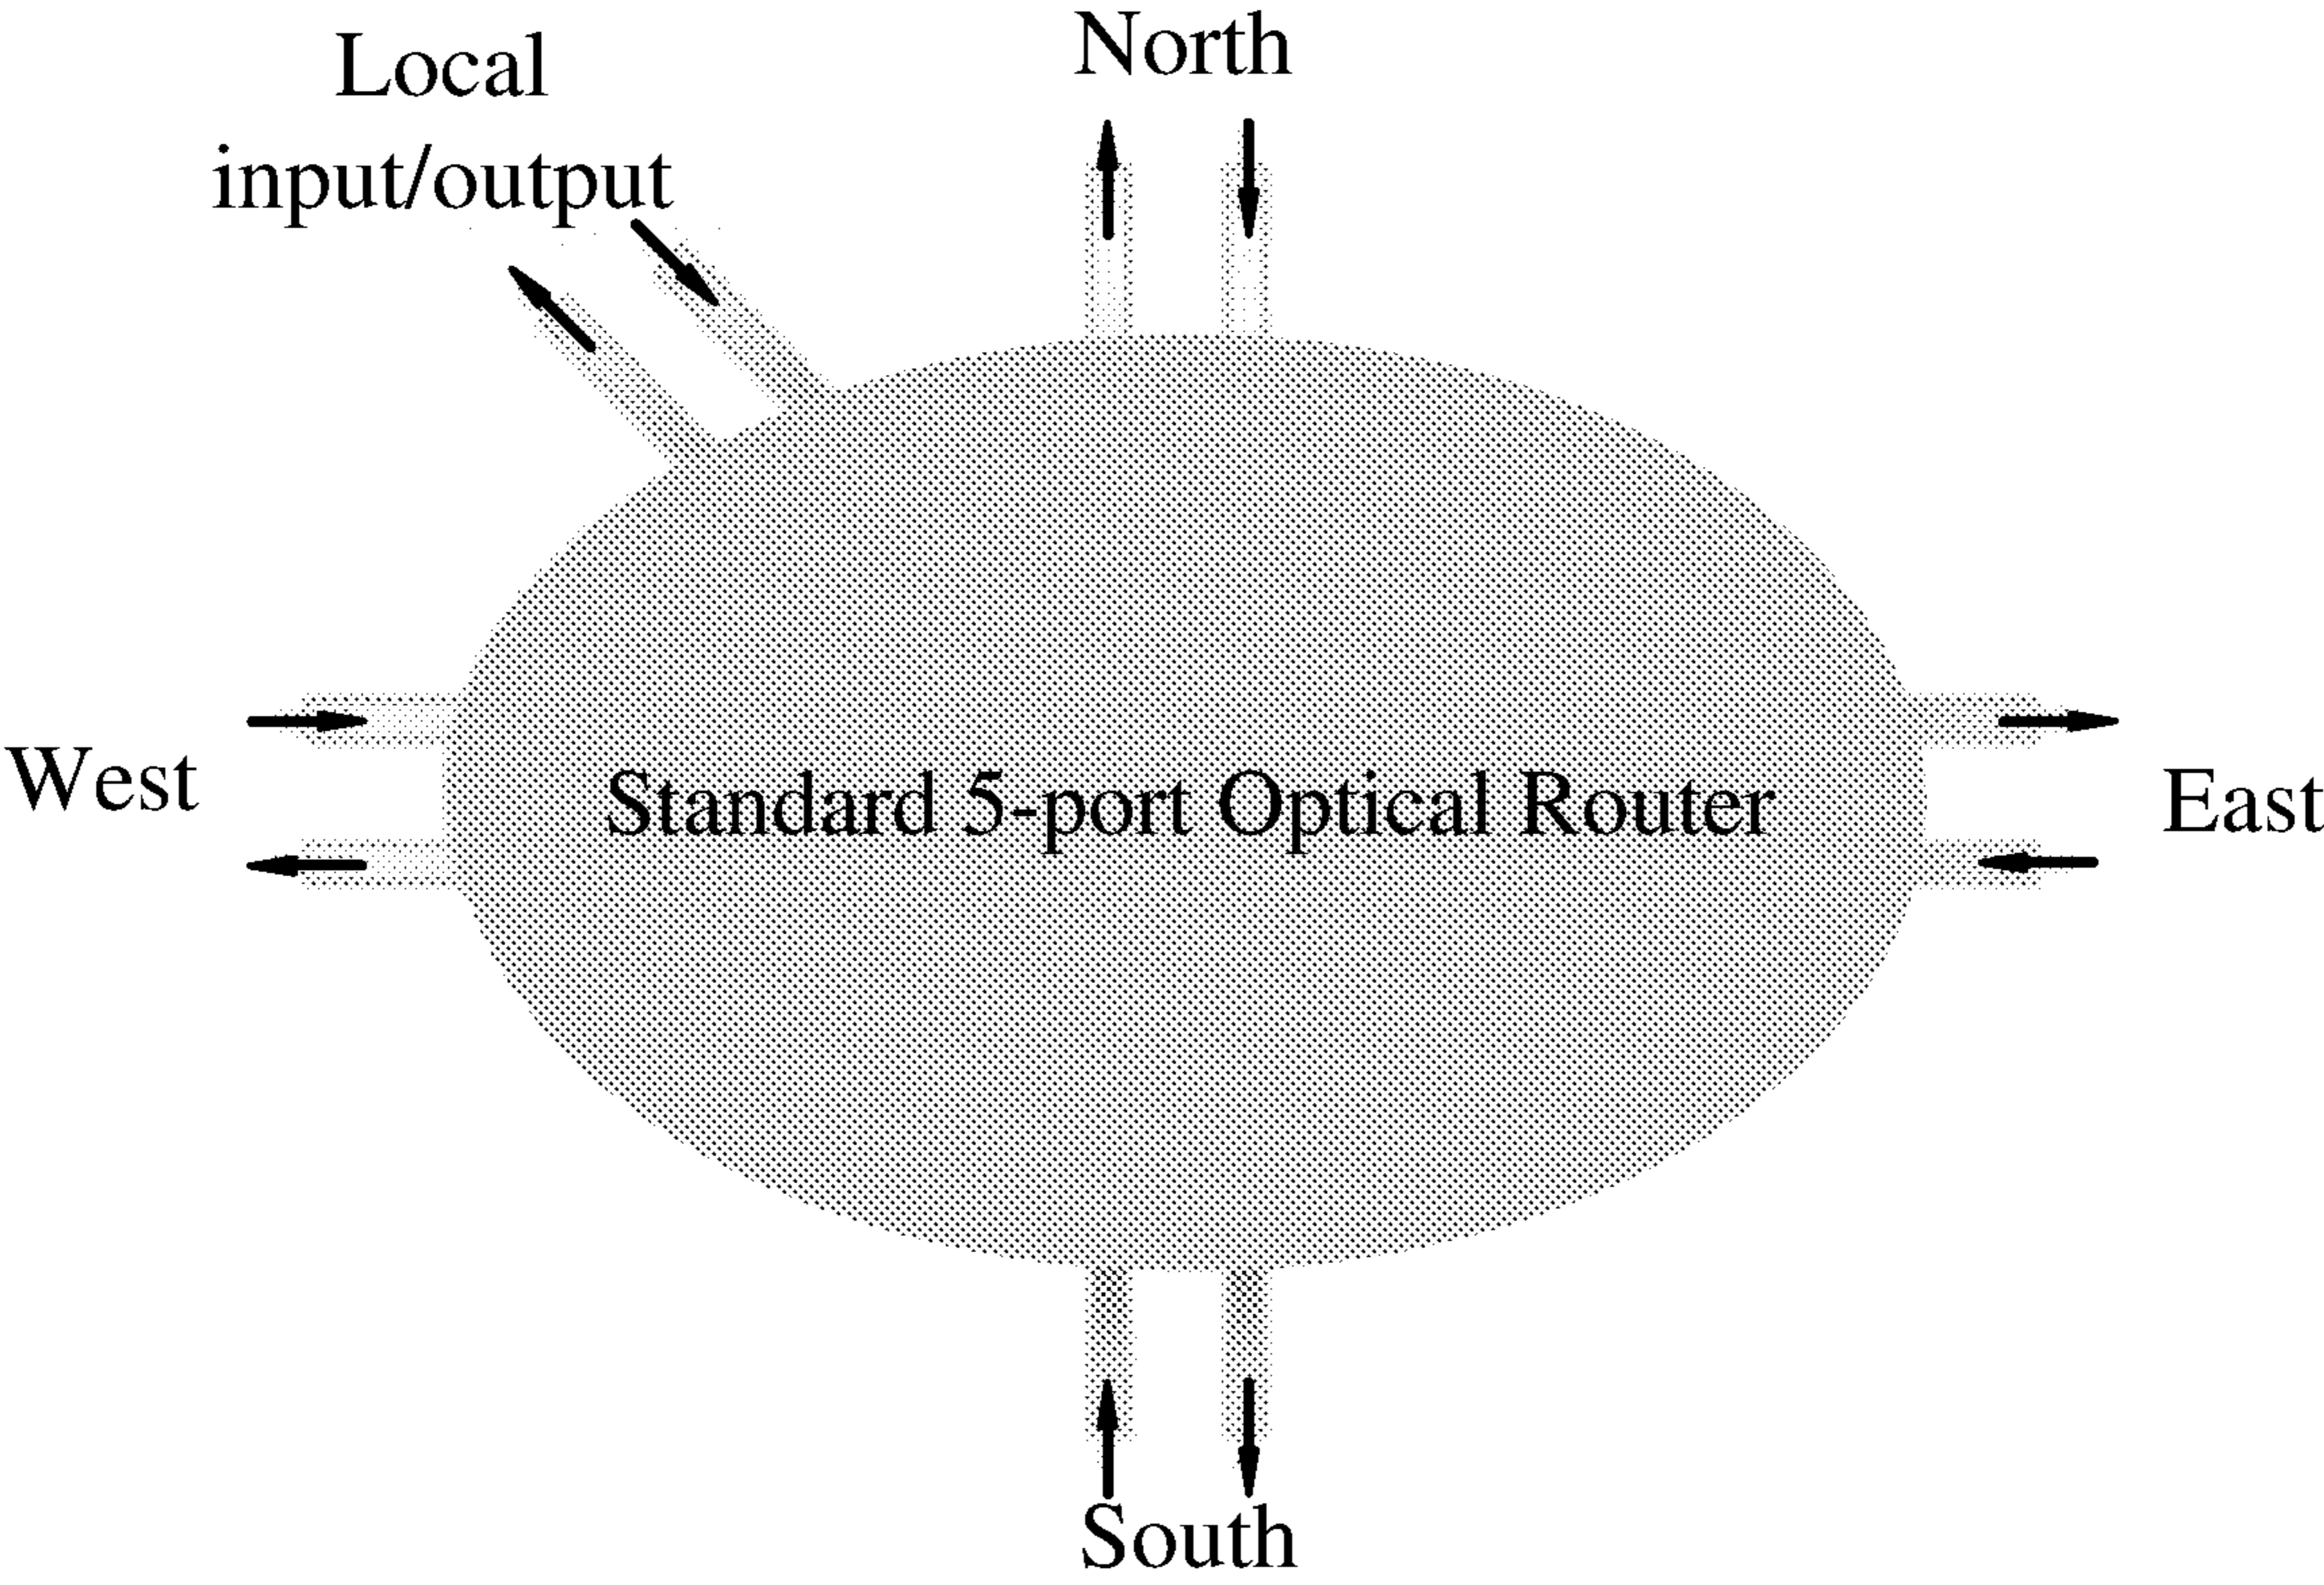 Local
input/output
North
West
Standard 5-port Optical Router
East
South